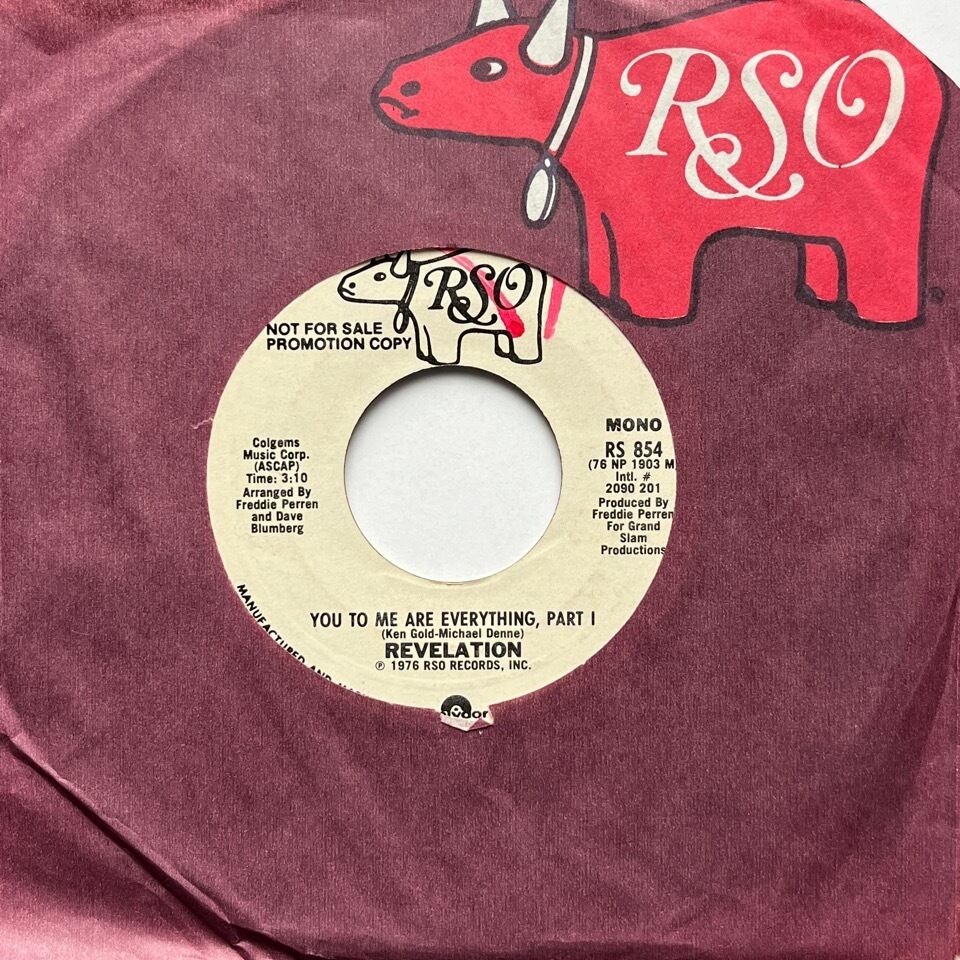 RSO
RSO
NOT FOR SALE
PROMOTION COPY
Colgems
Music Corp.
(ASCAP)
Time: 3:10
Arranged By
Freddie Perren
and Dave
Blumberg
MONO
RS 854
(76 NP 1903 M
Intl. #
2090 201
Produced By
Freddie Perren
For Grand
Slam
Productions
YOU TO ME ARE EVERYTHING, PART I
(Ken Gold-Michael Denne)
REVELATION
℗ 1976 RSO RECORDS, INC.
MANUFACTURED AND